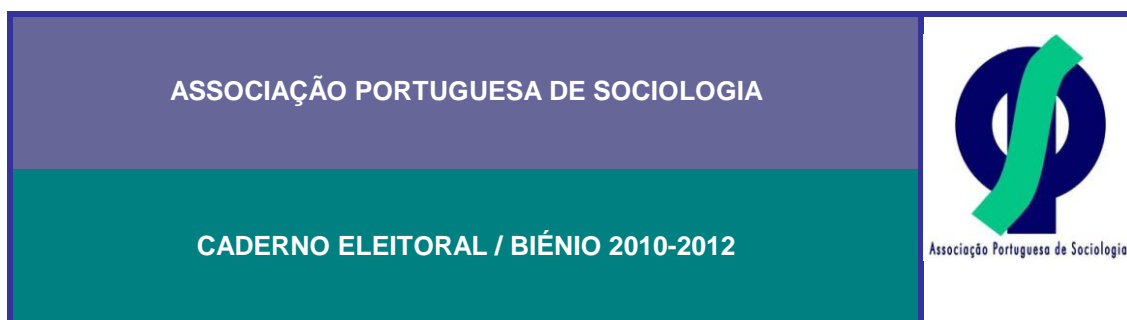 ASSOCIAÇÃO PORTUGUESA DE SOCIOLOGIA
CADERNO ELEITORAL / BIÉNIO 2010-2012
Associação Portuguesa de Sociologia